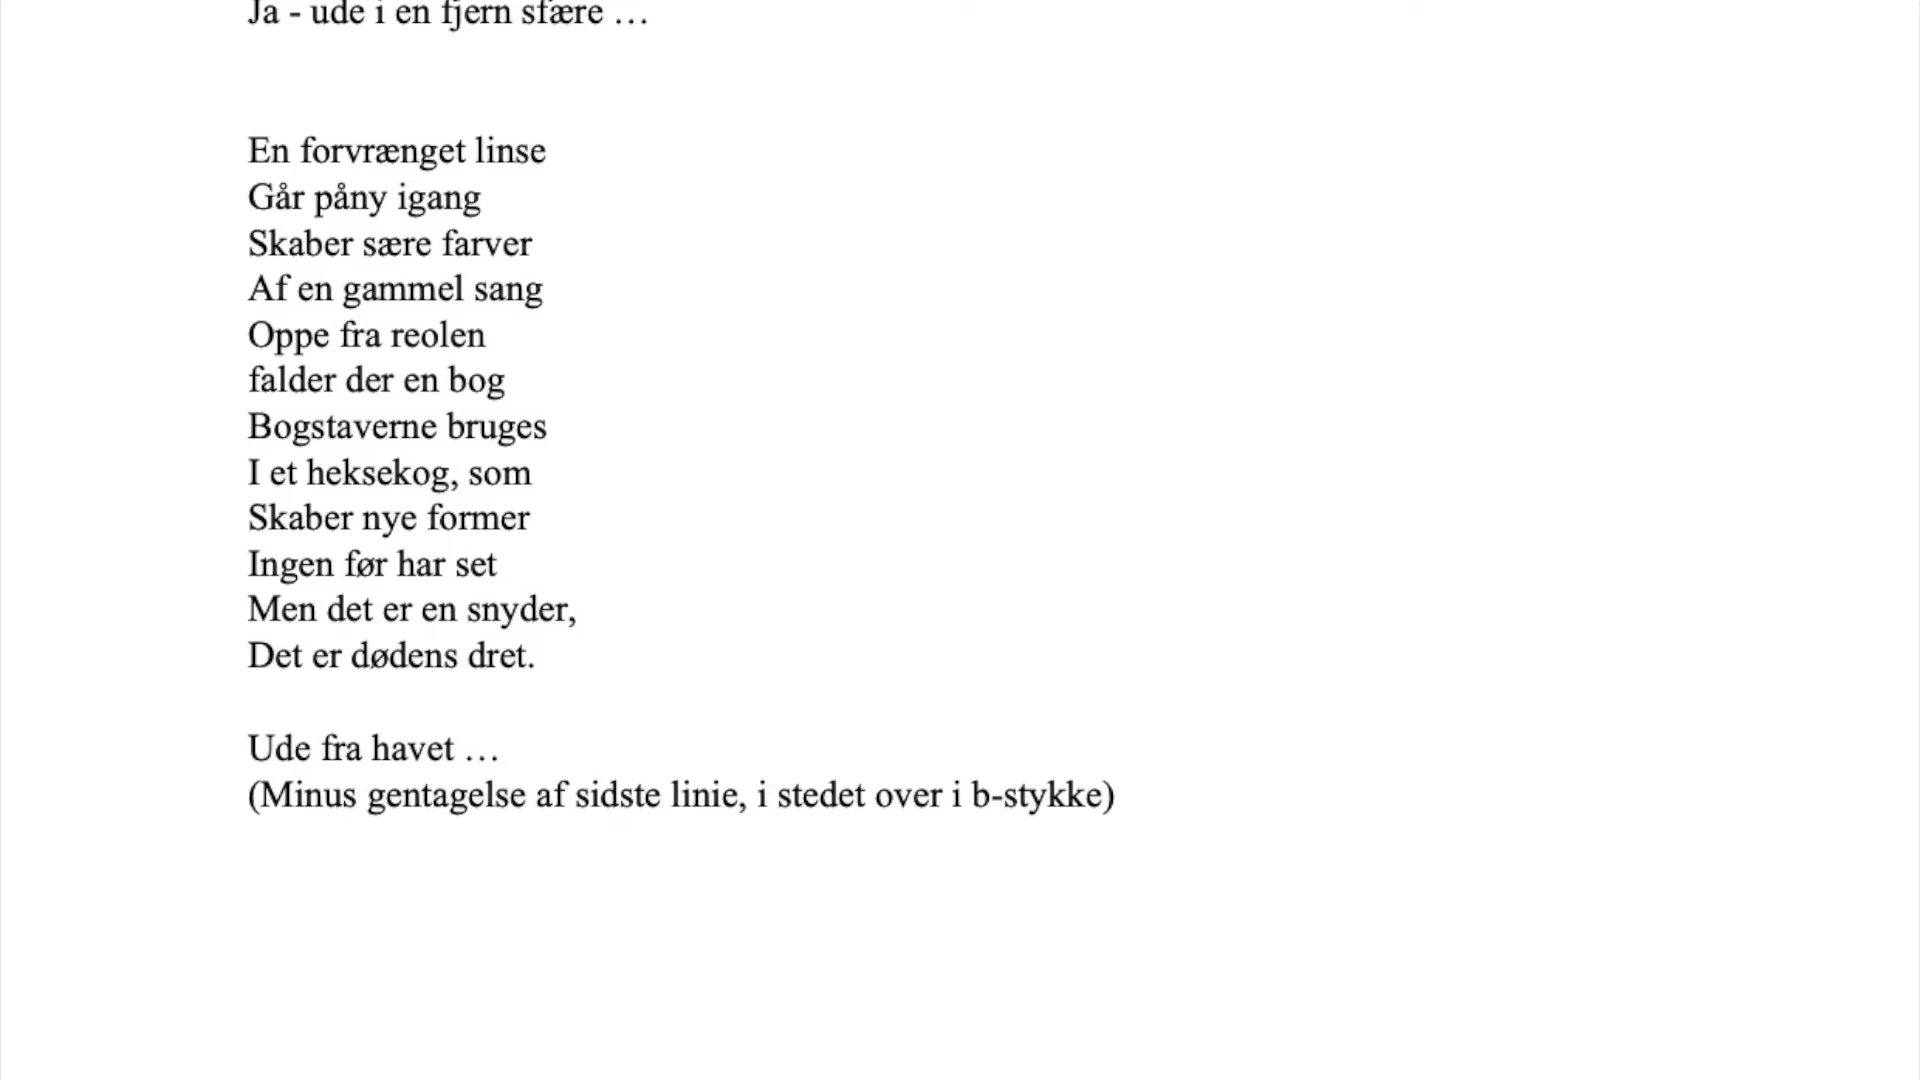 Ja - ude i en fjern sfære …
En forvrænget linse
Går påny igang
Skaber sære farver
Af en gammel sang
Oppe fra reolen
falder der en bog
Bogstaverne bruges
I et heksekog, som
Skaber nye former
Ingen før har set
Men det er en snyder,
Det er dødens dret.
Ude fra havet …
(Minus gentagelse af sidste linie, i stedet over i b-stykke)